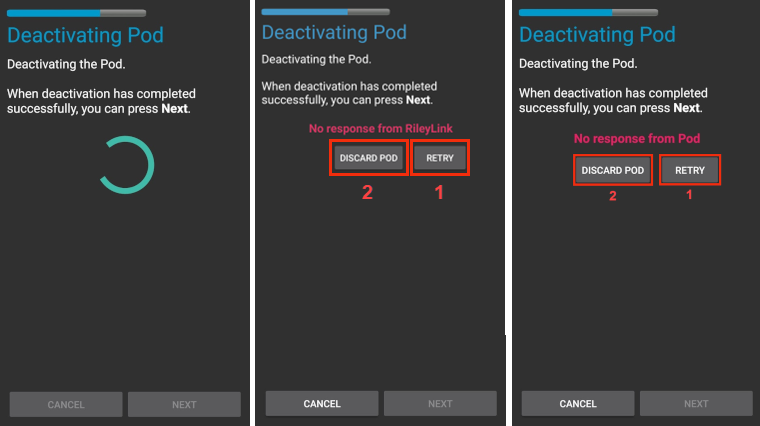 Deactivating Pod
Deactivating the Pod.
When deactivation has completed
successfully, you can press Next.
CANCEL
NEXT
Deactivating Pod
Deactivating the Pod.
When deactivation has completed
successfully, you can press Next.
No response from RileyLink
DISCARD POD
RETRY
2
1
CANCEL
NEXT
Deactivating Pod
Deactivating the Pod.
When deactivation has completed
successfully, you can press Next.
No response from Pod
DISCARD POD
RETRY
2
1
CANCEL
NEXT